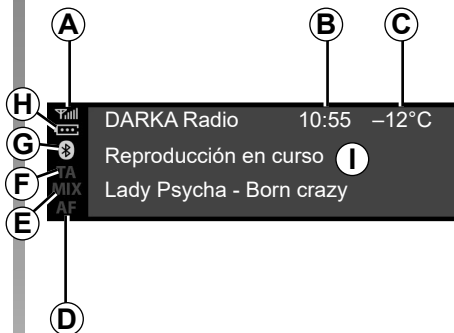 A B C
H
G
F
E
D
DARKA Radio 10:55 –12°C
Reproducción en curso I
Lady Psycha - Born crazy
TA
MIX
AF